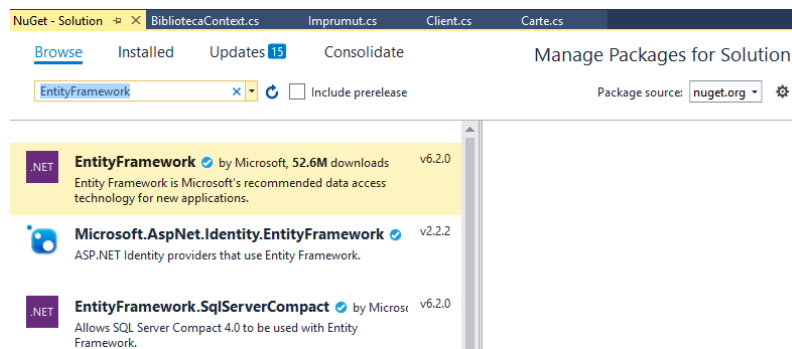 NuGet - Solution BibliotecaContext.cs Imprumut.cs Client.cs Carte.cs
Browse Installed Updates 15 Consolidate Manage Packages for Solution
EntityFramework Include prerelease Package source: nuget.org
.NET EntityFramework by Microsoft, 52.6M downloads v6.2.0
Entity Framework is Microsoft's recommended data access
technology for new applications.
Microsoft.AspNet.Identity.EntityFramework v2.2.2
ASP.NET Identity providers that use Entity Framework.
.NET EntityFramework.SqlServerCompact by Microsc v6.2.0
Allows SQL Server Compact 4.0 to be used with Entity
Framework.